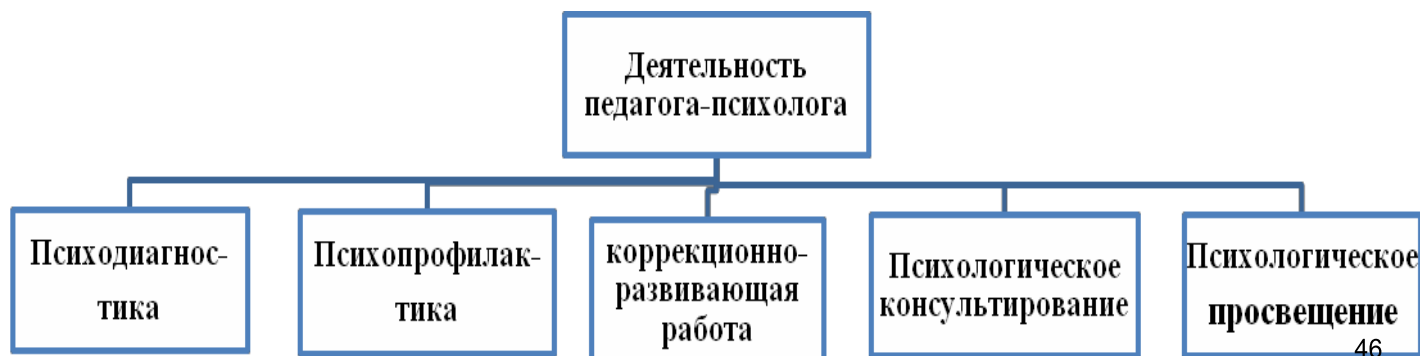 Деятельность
педагога-психолога
Психодиагнос-
тика
Психопрофилак-
тика
коррекционно-
развивающая
работа
Психологическое
консультирование
Психологическое
просвещение
46